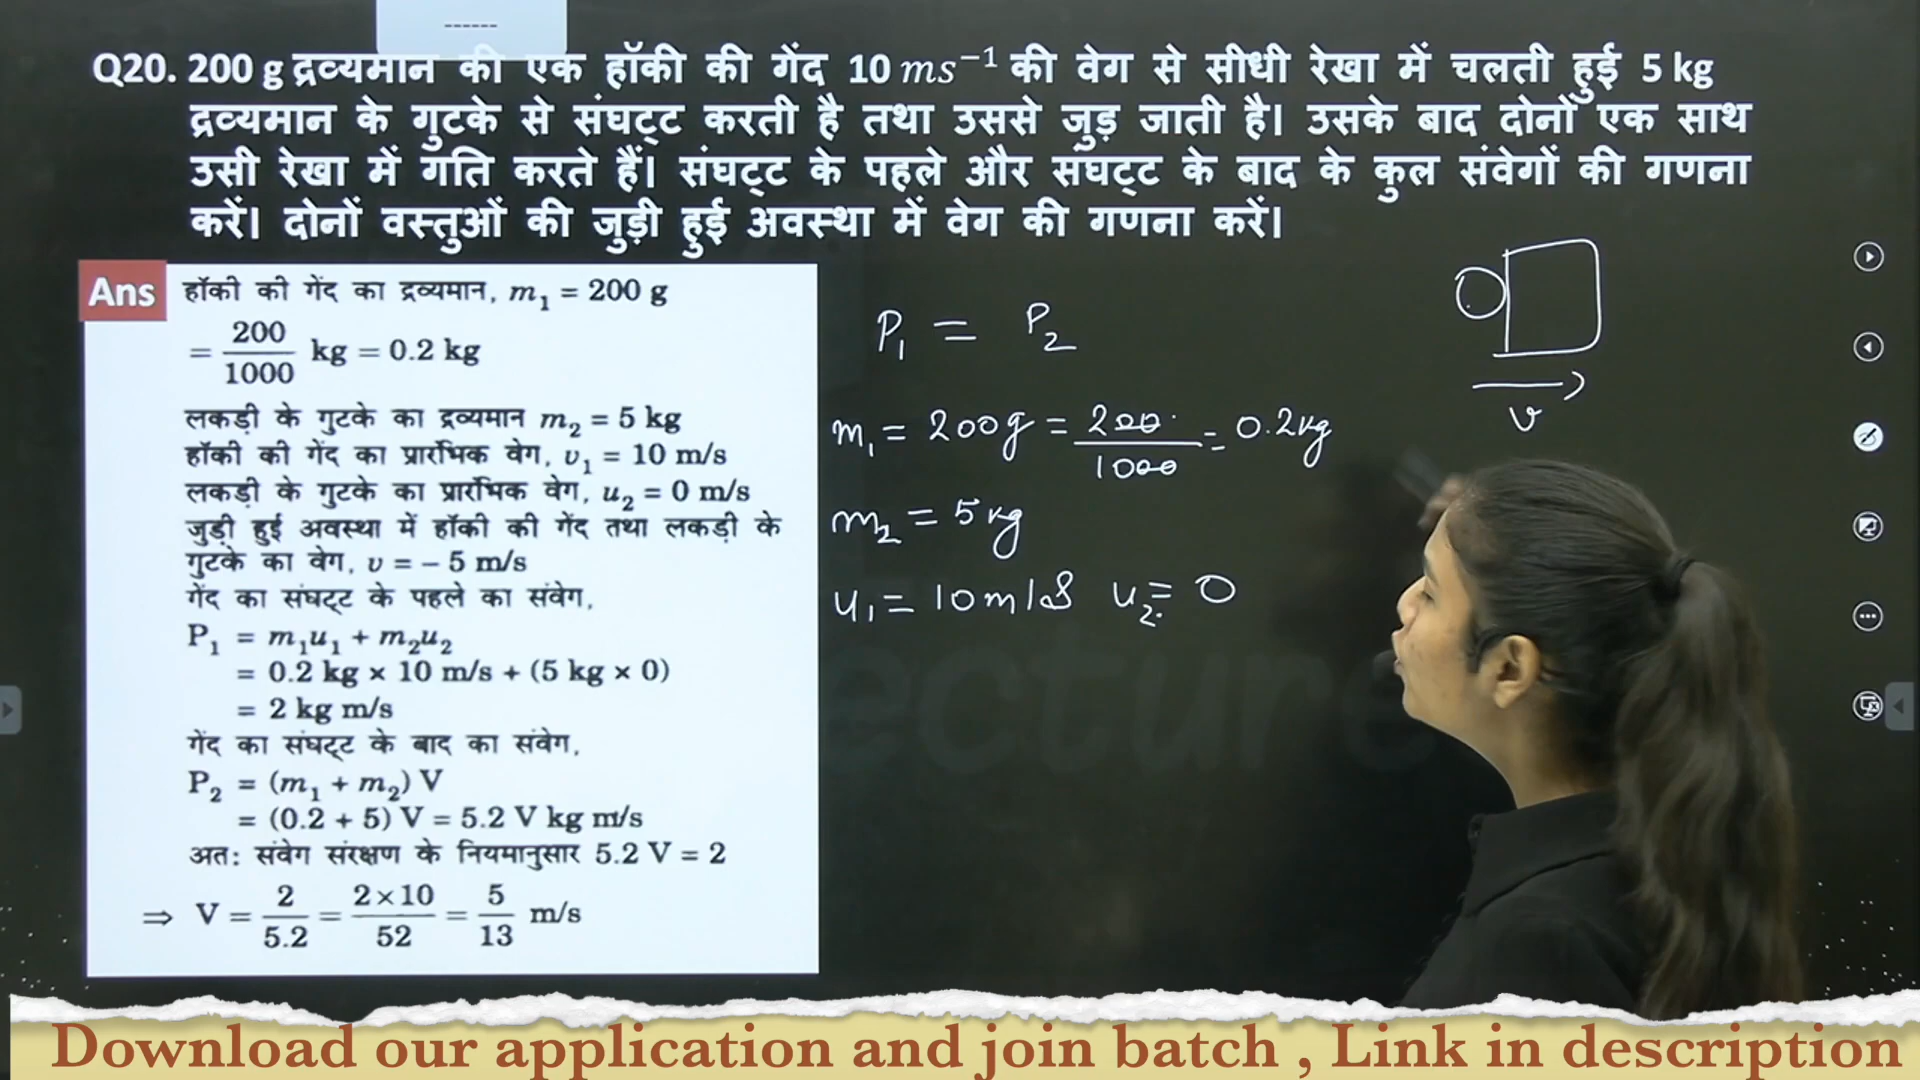 ------
Q20. 200 g द्रव्यमान की एक हॉकी की गेंद 10 ms⁻¹ की वेग से सीधी रेखा में चलती हुई 5 kg
द्रव्यमान के गुटके से संघट्ट करती है तथा उससे जुड़ जाती है। उसके बाद दोनों एक साथ
उसी रेखा में गति करते हैं। संघट्ट के पहले और संघट्ट के बाद के कुल संवेगों की गणना
करें। दोनों वस्तुओं की जुड़ी हुई अवस्था में वेग की गणना करें।
Ans
हॉकी की गेंद का द्रव्यमान, m₁ = 200 g
= 200/1000 kg = 0.2 kg
लकड़ी के गुटके का द्रव्यमान m₂ = 5 kg
हॉकी की गेंद का प्रारंभिक वेग, υ₁ = 10 m/s
लकड़ी के गुटके का प्रारंभिक वेग, u₂ = 0 m/s
जुड़ी हुई अवस्था में हॉकी की गेंद तथा लकड़ी के
गुटके का वेग, υ = – 5 m/s
गेंद का संघट्ट के पहले का संवेग,
P₁ = m₁u₁ + m₂u₂
= 0.2 kg × 10 m/s + (5 kg × 0)
= 2 kg m/s
गेंद का संघट्ट के बाद का संवेग,
P₂ = (m₁ + m₂) V
= (0.2 + 5) V = 5.2 V kg m/s
अत: संवेग संरक्षण के नियमानुसार 5.2 V = 2
⇒ V = 2/5.2 = 2×10/52 = 5/13 m/s
P₁ = P₂
m₁ = 200g = 200/1000 = 0.2kg
m₂ = 5kg
u₁ = 10m/s u₂ = 0
v
ecture
Download our application and join batch , Link in description